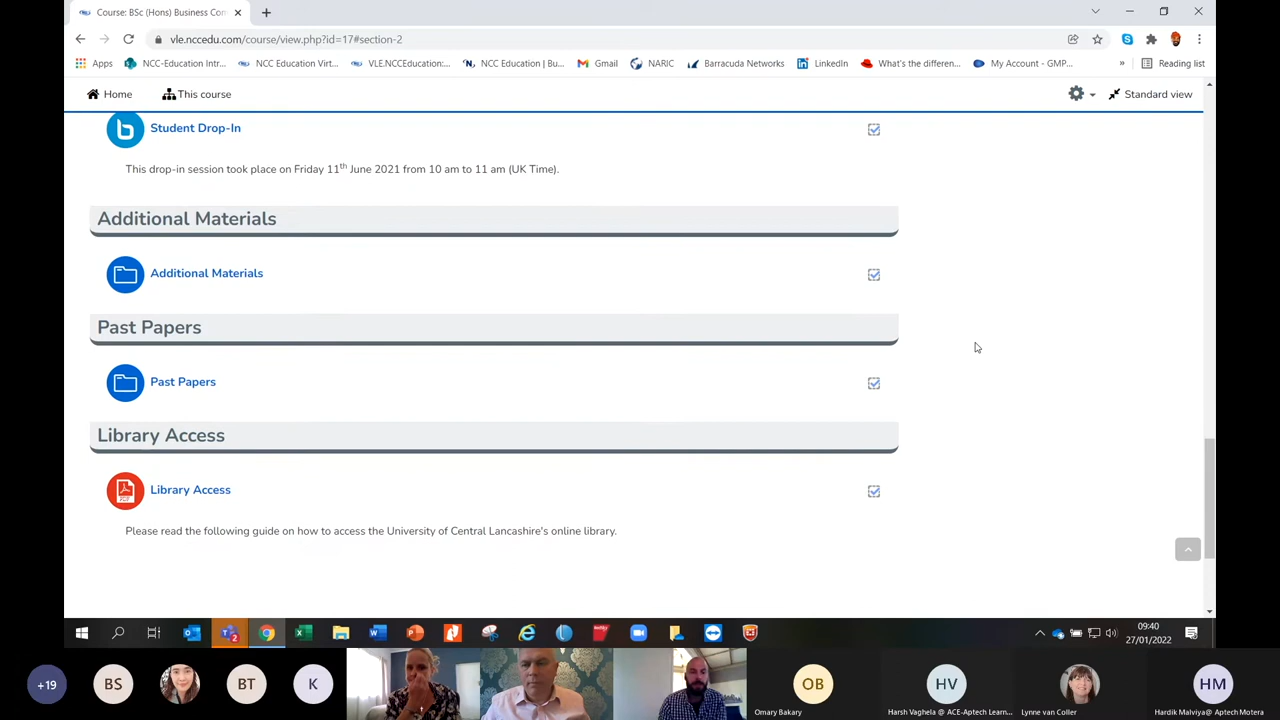 Course: BSc (Hons) Business Com
vle.nccedu.com/course/view.php?id=17#section-2
Apps
NCC-Education Intro...
NCC Education Virt...
VLE.NCCEducation:...
NCC Education | Bu...
Gmail
NARIC
Barracuda Networks
LinkedIn
What's the differen...
My Account - GMP...
»
Reading list
Home
This course
Standard view
Student Drop-In
This drop-in session took place on Friday 11th June 2021 from 10 am to 11 am (UK Time).
Additional Materials
Additional Materials
Past Papers
Past Papers
Library Access
Library Access
Please read the following guide on how to access the University of Central Lancashire's online library.
09:40
27/01/2022
+19
BS
BT
K
OB
HV
HM
Omary Bakary
Harsh Vaghela @ ACE-Aptech Learn...
Lynne van Coller
Hardik Malviya@ Aptech Motera